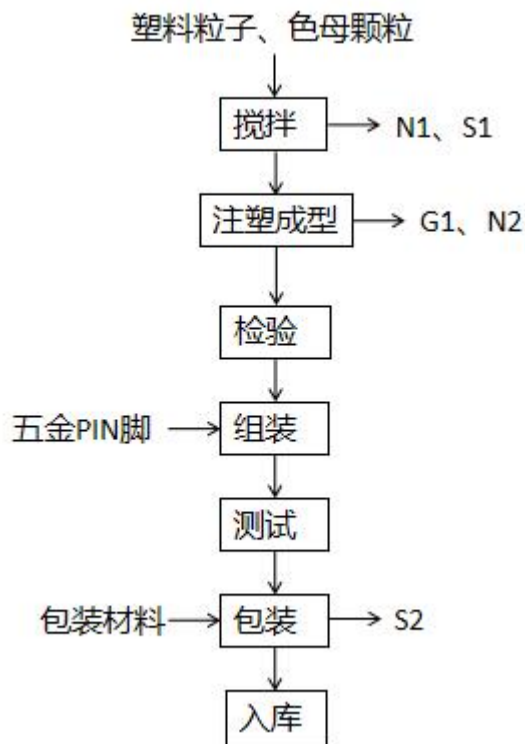 塑料粒子、色母颗粒
搅拌
N1、S1
注塑成型
G1、N2
检验
五金PIN脚
组装
测试
包装材料
包装
S2
入库